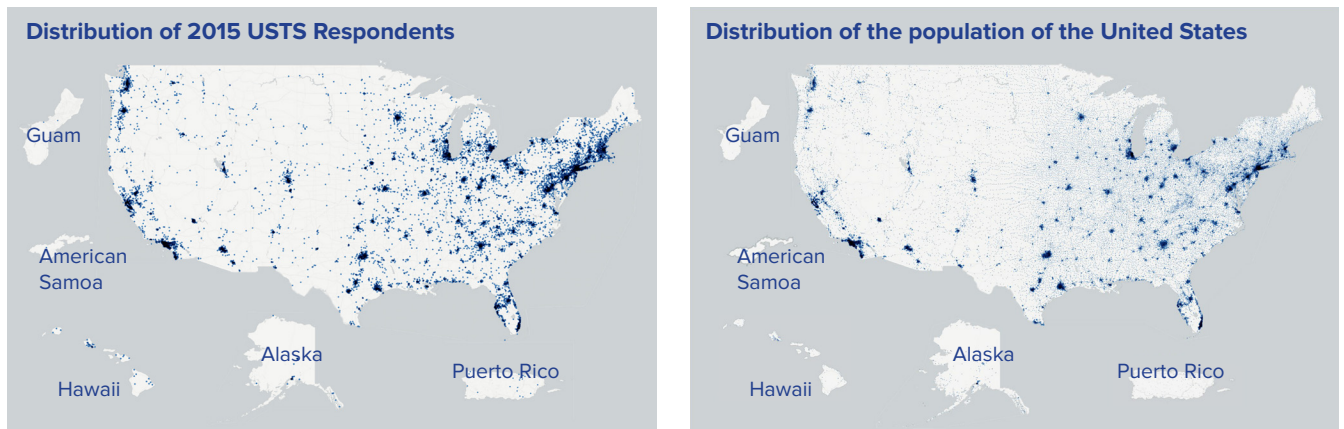 Distribution of 2015 USTS Respondents
Guam
American
Samoa
Hawaii
Alaska
Puerto Rico
Distribution of the population of the United States
Guam
American
Samoa
Hawaii
Alaska
Puerto Rico